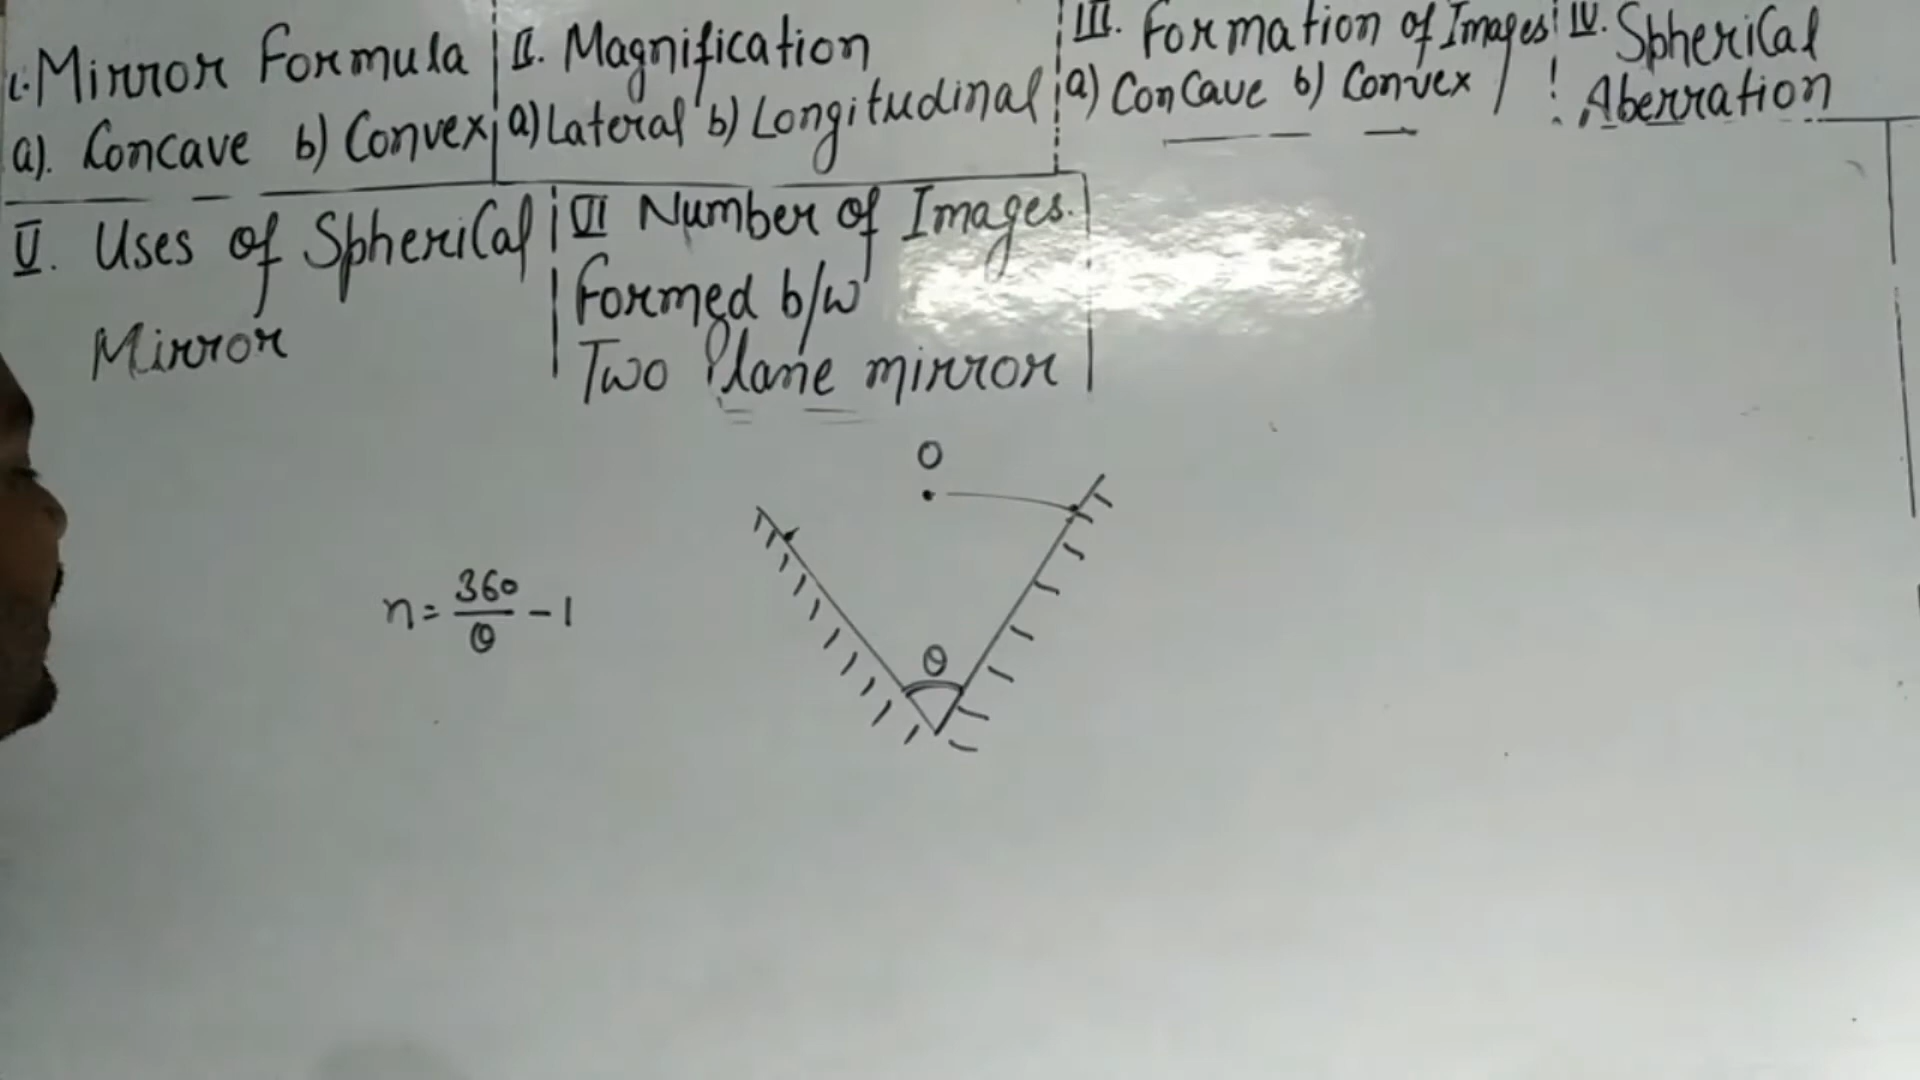 I. Mirror Formula
a). Concave b) Convex
II. Magnification
a) Lateral b) Longitudinal
III. Formation of Images
a) Concave b) Convex
IV. Spherical
Aberration
V. Uses of Spherical
Mirror
VI Number of Images
Formed b/w
Two Plane mirror
O
n = 360/θ - 1
θ